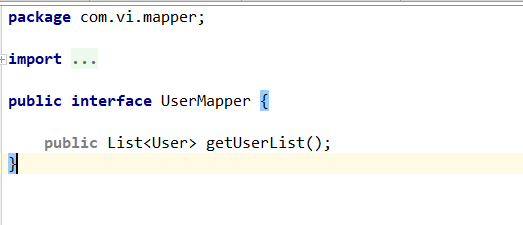 package com.vi.mapper;
import ...
public interface UserMapper {
public List<User> getUserList();
}